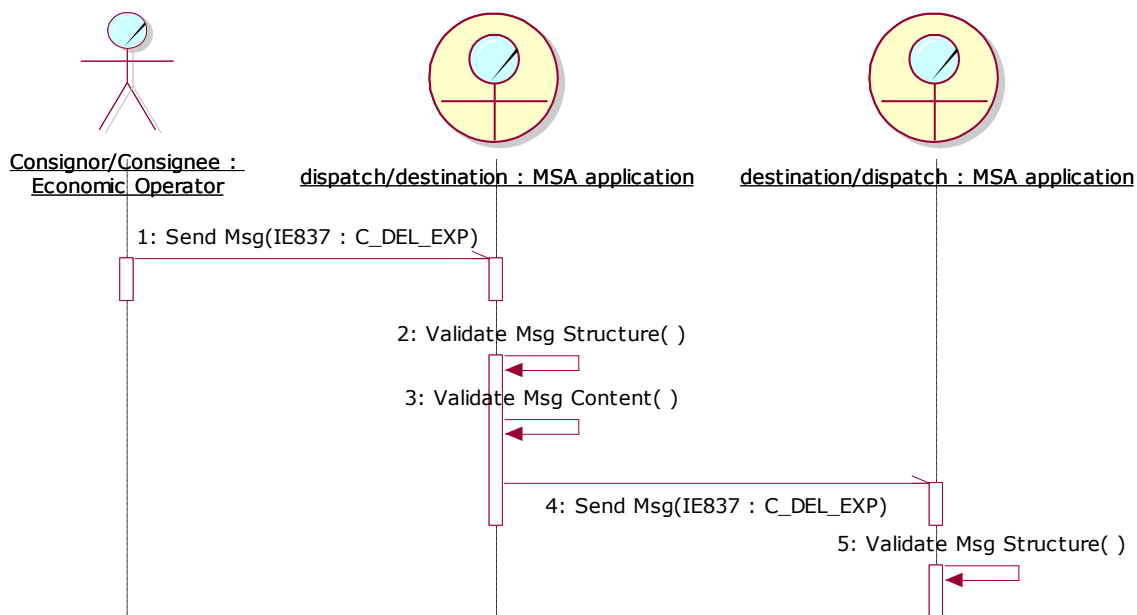 Consignor/Consignee :
Economic Operator
dispatch/destination : MSA application
destination/dispatch : MSA application
1: Send Msg(IE837 : C_DEL_EXP)
2: Validate Msg Structure( )
3: Validate Msg Content( )
4: Send Msg(IE837 : C_DEL_EXP)
5: Validate Msg Structure( )